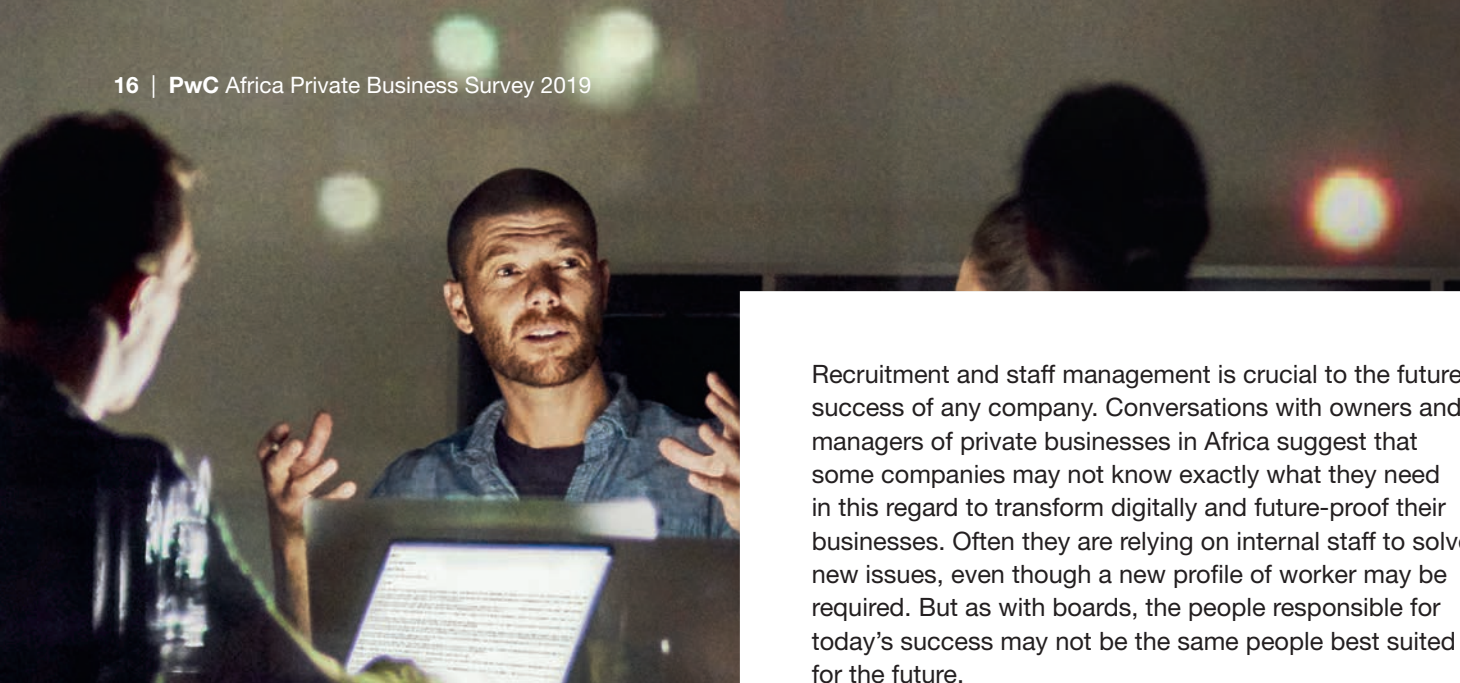 16 | PwC Africa Private Business Survey 2019
Recruitment and staff management is crucial to the future
success of any company. Conversations with owners and
managers of private businesses in Africa suggest that
some companies may not know exactly what they need
in this regard to transform digitally and future-proof their
businesses. Often they are relying on internal staff to solve
new issues, even though a new profile of worker may be
required. But as with boards, the people responsible for
today’s success may not be the same people best suited
for the future.